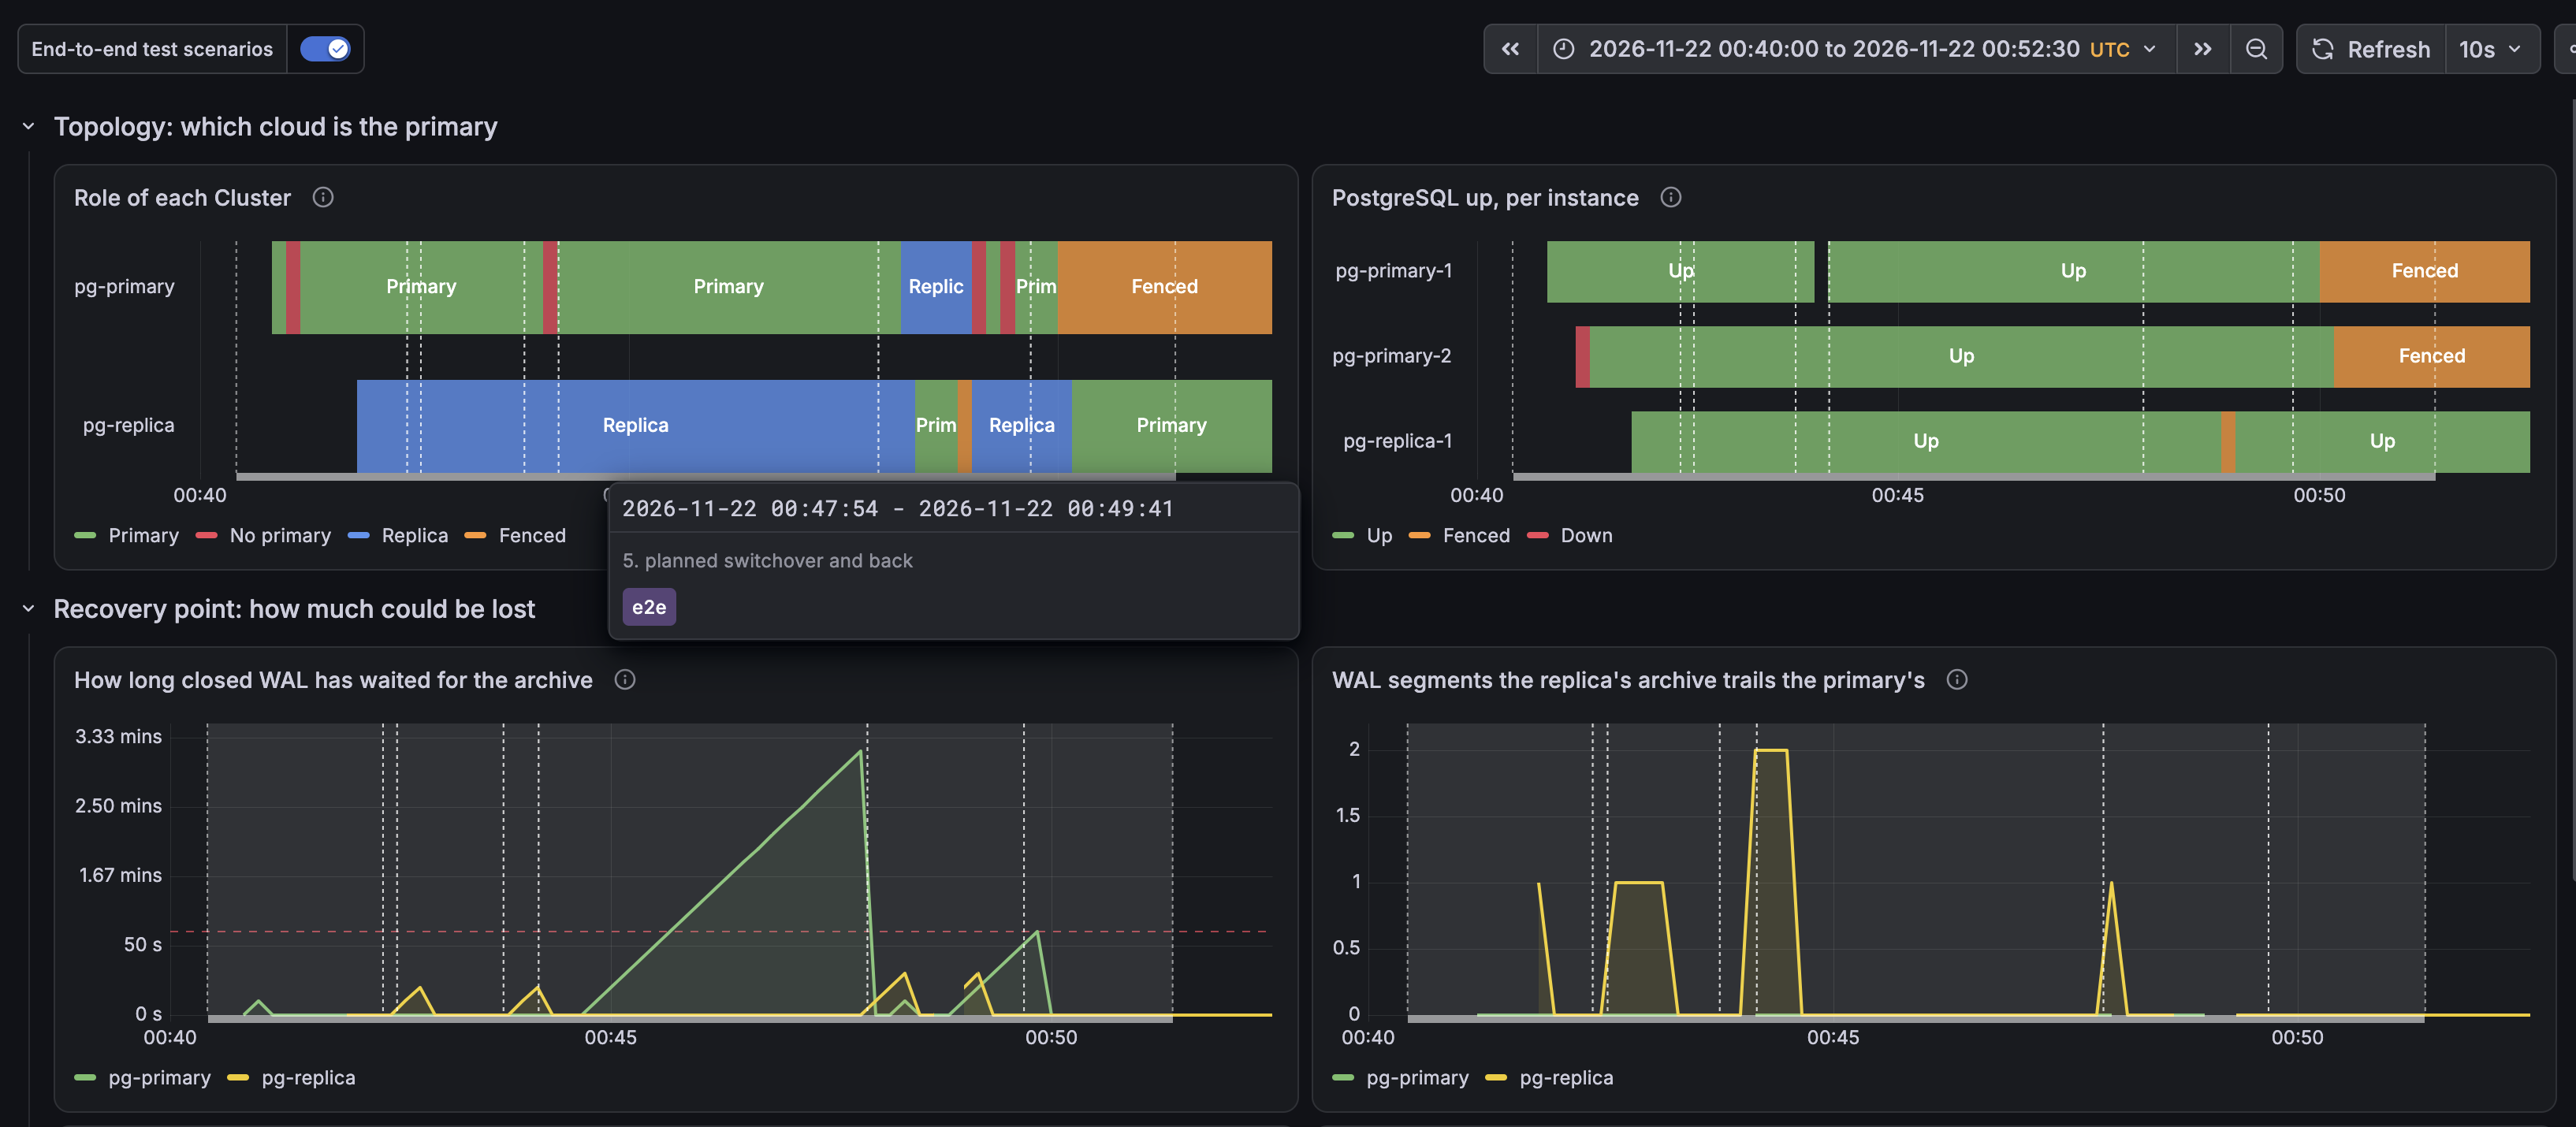 End-to-end test scenarios
2026-11-22 00:40:00 to 2026-11-22 00:52:30 UTC
Refresh
10s
Topology: which cloud is the primary
Role of each Cluster
pg-primary
Primary
Primary
Replic
Prim
Fenced
pg-replica
Replica
Prim
Replica
Primary
00:40
Primary
No primary
Replica
Fenced
PostgreSQL up, per instance
pg-primary-1
Up
Up
Fenced
pg-primary-2
Up
Fenced
pg-replica-1
Up
Up
00:40
00:45
00:50
Up
Fenced
Down
2026-11-22 00:47:54 - 2026-11-22 00:49:41
5. planned switchover and back
e2e
Recovery point: how much could be lost
How long closed WAL has waited for the archive
3.33 mins
2.50 mins
1.67 mins
50 s
0 s
00:40
00:45
00:50
pg-primary
pg-replica
WAL segments the replica's archive trails the primary's
2
1.5
1
0.5
0
00:40
00:45
00:50
pg-primary
pg-replica